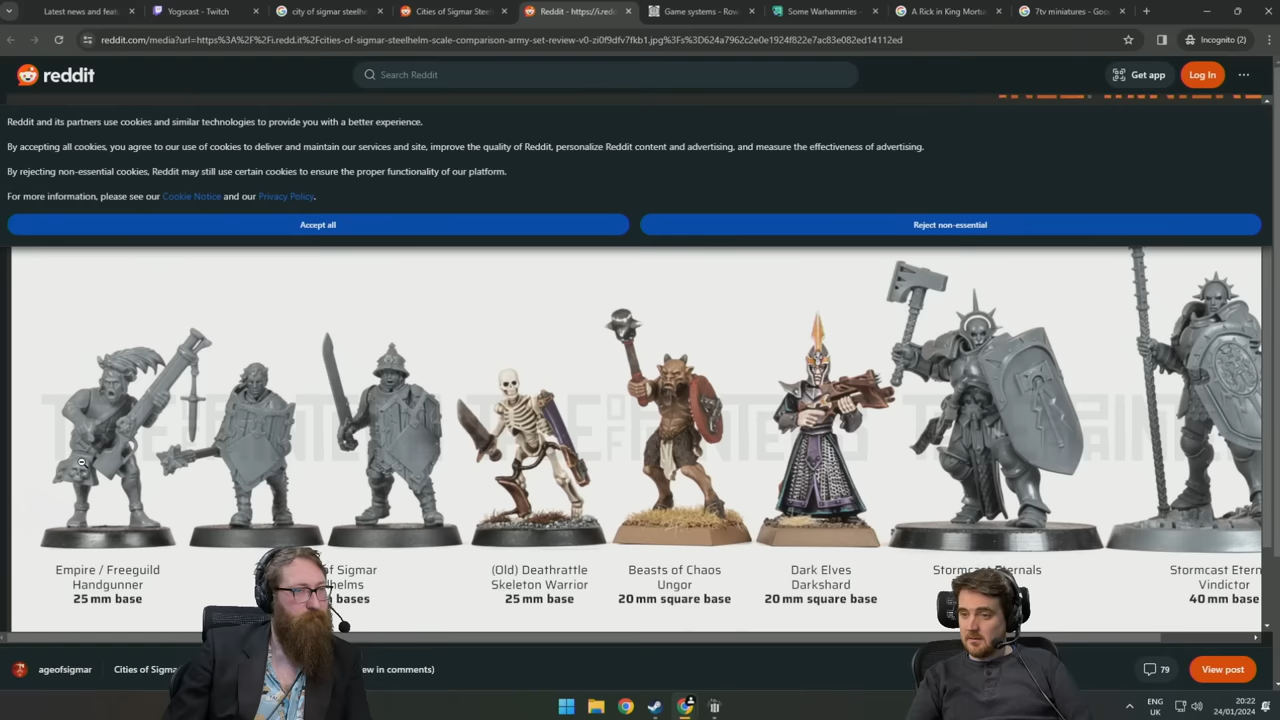 Latest news and featu
Yogscast - Twitch
city of sigmar steelhe
Cities of Sigmar Steel
Reddit - https://i.redd
Game systems - Rov
Some Warhammies -
A Rick in King Mortu
7tv miniatures - Goo
reddit.com/media?url=https%3A%2F%2Fi.redd.it%2Fcities-of-sigmar-steelhelm-scale-comparison-army-set-review-v0-zi0f9dfv7fkb1.jpg%3Fs%3D624a7962c2e0e1924f822e7ac83e082ed14112ed
Incognito (2)
reddit
Search Reddit
Get app
Log In
Reddit and its partners use cookies and similar technologies to provide you with a better experience.
By accepting all cookies, you agree to our use of cookies to deliver and maintain our services and site, improve the quality of Reddit, personalize Reddit content and advertising, and measure the effectiveness of advertising.
By rejecting non-essential cookies, Reddit may still use certain cookies to ensure the proper functionality of our platform.
For more information, please see our Cookie Notice and our Privacy Policy.
Accept all
Reject non-essential
Empire / Freeguild
Handgunner
25 mm base
of Sigmar
helms
bases
(Old) Deathrattle
Skeleton Warrior
25 mm base
Beasts of Chaos
Ungor
20 mm square base
Dark Elves
Darkshard
20 mm square base
Stormcast Eternals
Stormcast Etern
Vindictor
40 mm base
ageofsigmar
Cities of Sigmar
ew in comments)
79
View post
ENG
UK
20:22
24/01/2024